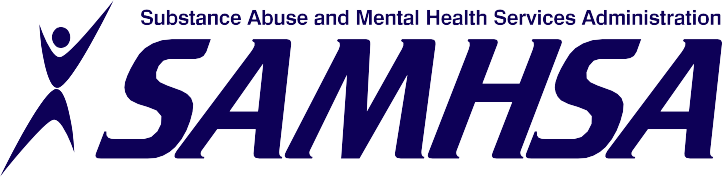 Substance Abuse and Mental Health Services Administration
SAMHSA